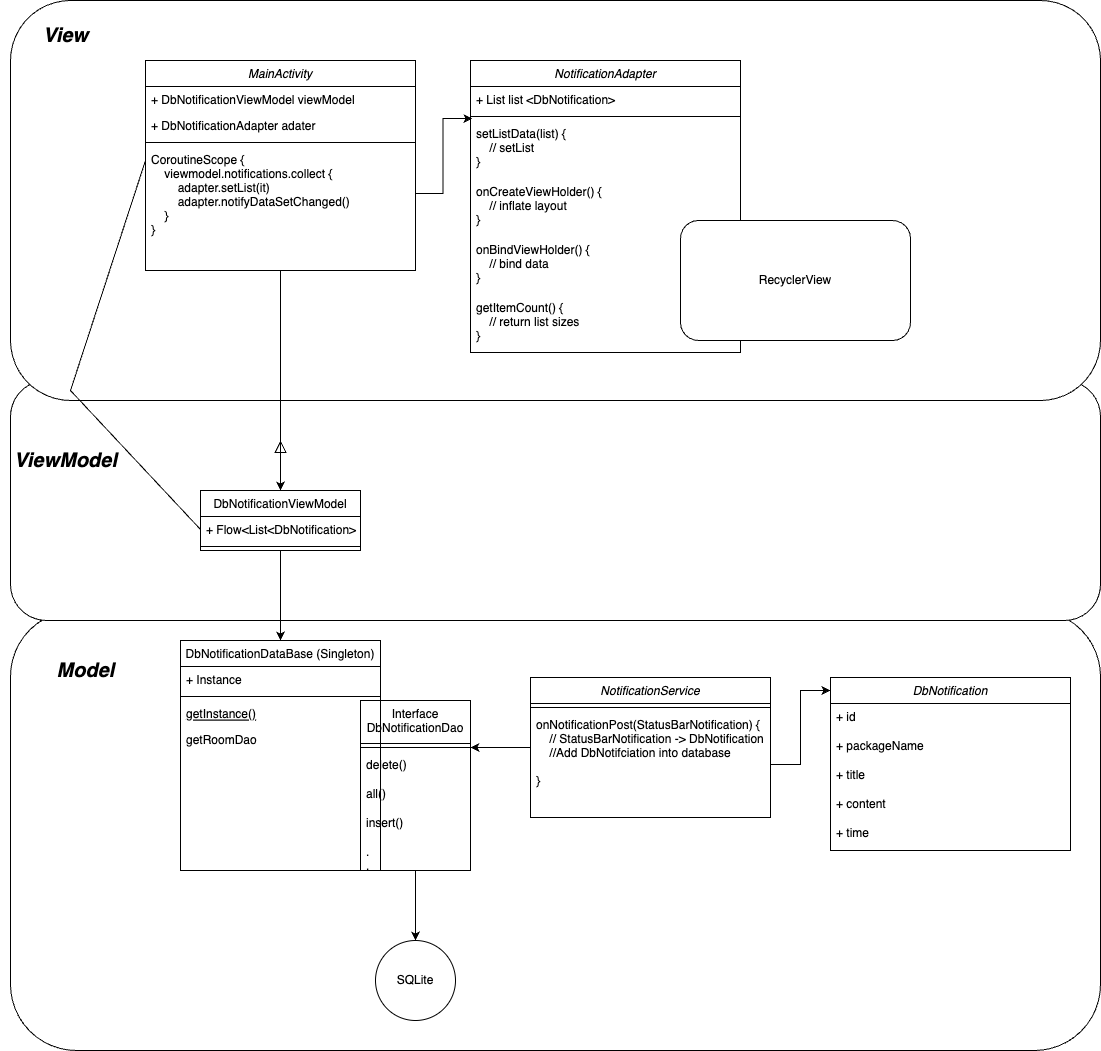 View
MainActivity
+ DbNotificationViewModel viewModel
+ DbNotificationAdapter adater
CoroutineScope {
viewmodel.notifications.collect {
adapter.setList(it)
adapter.notifyDataSetChanged()
}
}
NotificationAdapter
+ List list <DbNotification>
setListData(list) {
// setList
}
onCreateViewHolder() {
// inflate layout
}
onBindViewHolder() {
// bind data
}
getItemCount() {
// return list sizes
}
RecyclerView
ViewModel
DbNotificationViewModel
+ Flow<List<DbNotification>
Model
DbNotificationDataBase (Singleton)
+ Instance
getInstance()
getRoomDao
Interface
DbNotificationDao
delete()
all()
insert()
.
.
NotificationService
onNotificationPost(StatusBarNotification) {
// StatusBarNotification -> DbNotification
//Add DbNotifciation into database
}
DbNotification
+ id
+ packageName
+ title
+ content
+ time
SQLite